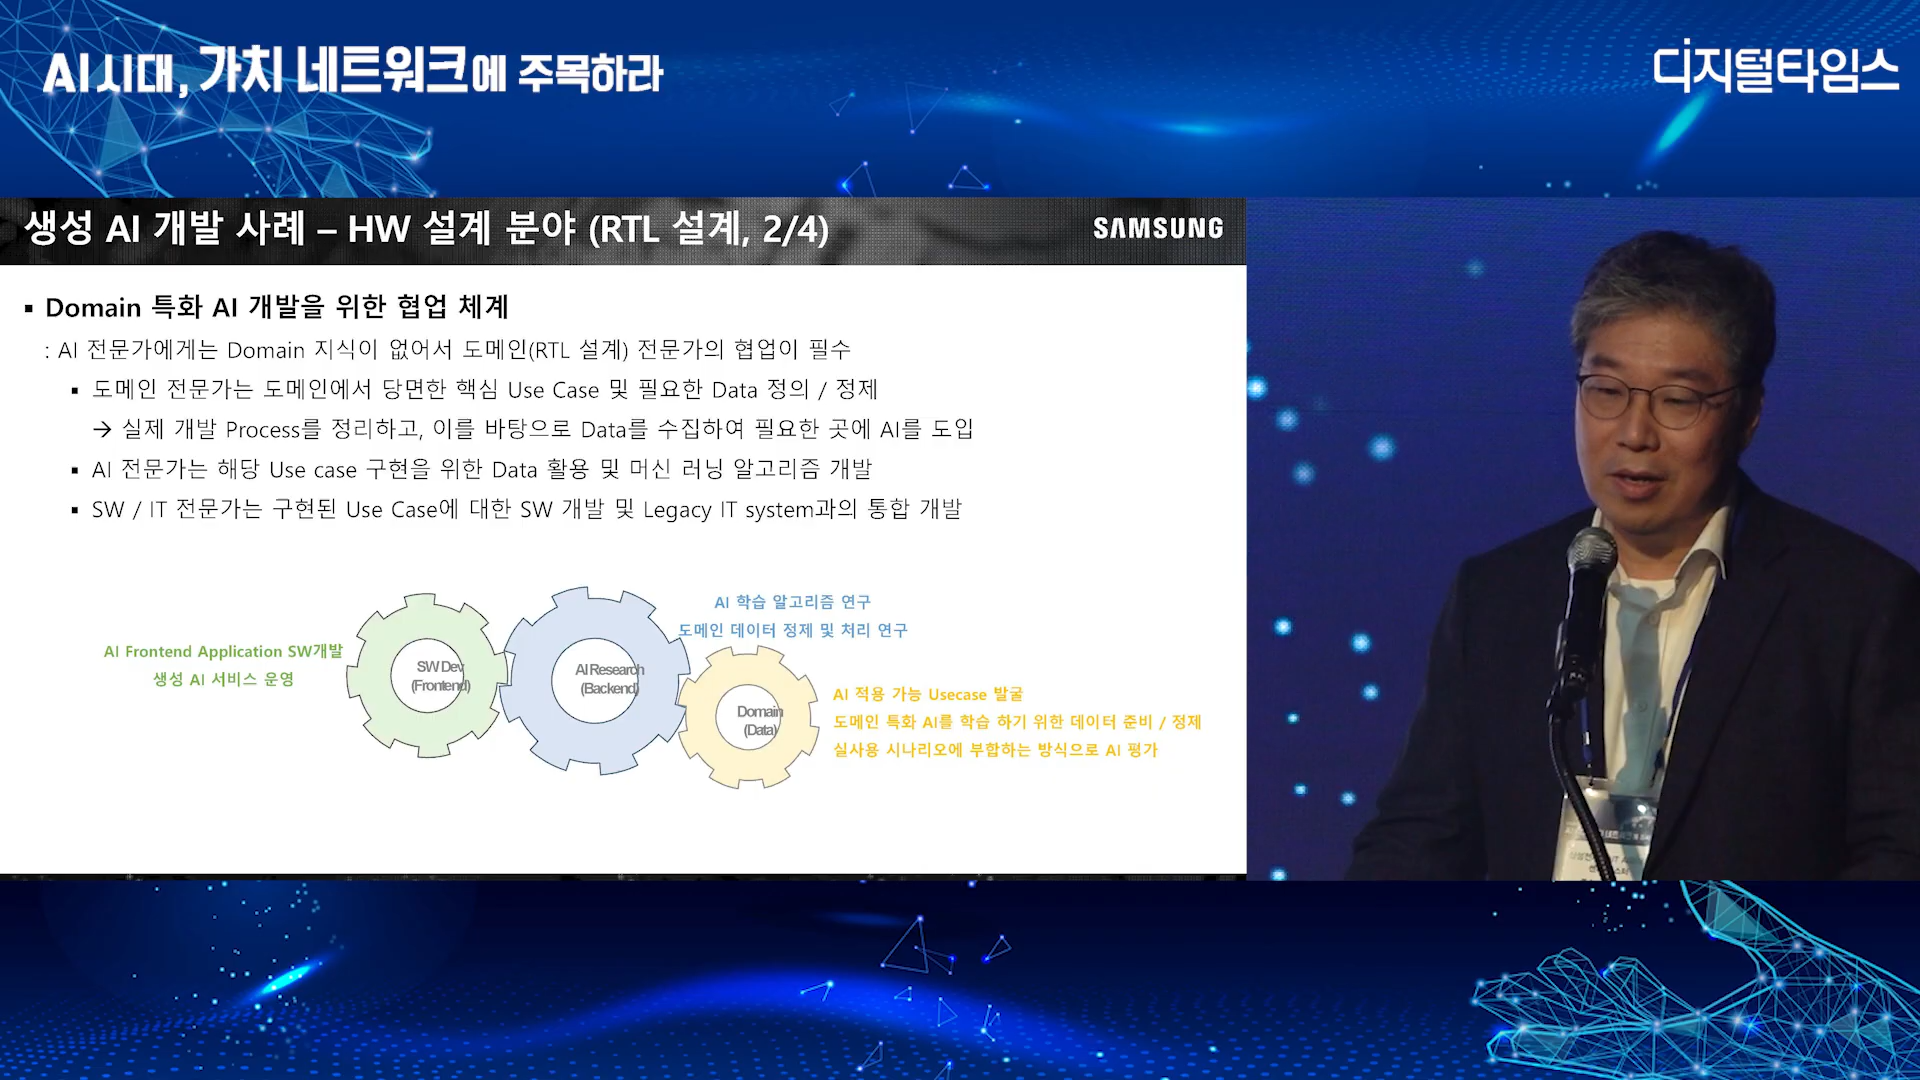 AI 시대, 가치 네트워크에 주목하라
디지털타임스
생성 AI 개발 사례 – HW 설계 분야 (RTL 설계, 2/4)
SAMSUNG
▪ Domain 특화 AI 개발을 위한 협업 체계
: AI 전문가에게는 Domain 지식이 없어서 도메인(RTL 설계) 전문가의 협업이 필수
▪ 도메인 전문가는 도메인에서 당면한 핵심 Use Case 및 필요한 Data 정의 / 정제
→ 실제 개발 Process를 정리하고, 이를 바탕으로 Data를 수집하여 필요한 곳에 AI를 도입
▪ AI 전문가는 해당 Use case 구현을 위한 Data 활용 및 머신 러닝 알고리즘 개발
▪ SW / IT 전문가는 구현된 Use Case에 대한 SW 개발 및 Legacy IT system과의 통합 개발
AI Frontend Application SW개발
생성 AI 서비스 운영
SW Dev
(Frontend)
AI Research
(Backend)
AI 학습 알고리즘 연구
도메인 데이터 정제 및 처리 연구
Domain
(Data)
AI 적용 가능 Usecase 발굴
도메인 특화 AI를 학습 하기 위한 데이터 준비 / 정제
실사용 시나리오에 부합하는 방식으로 AI 평가